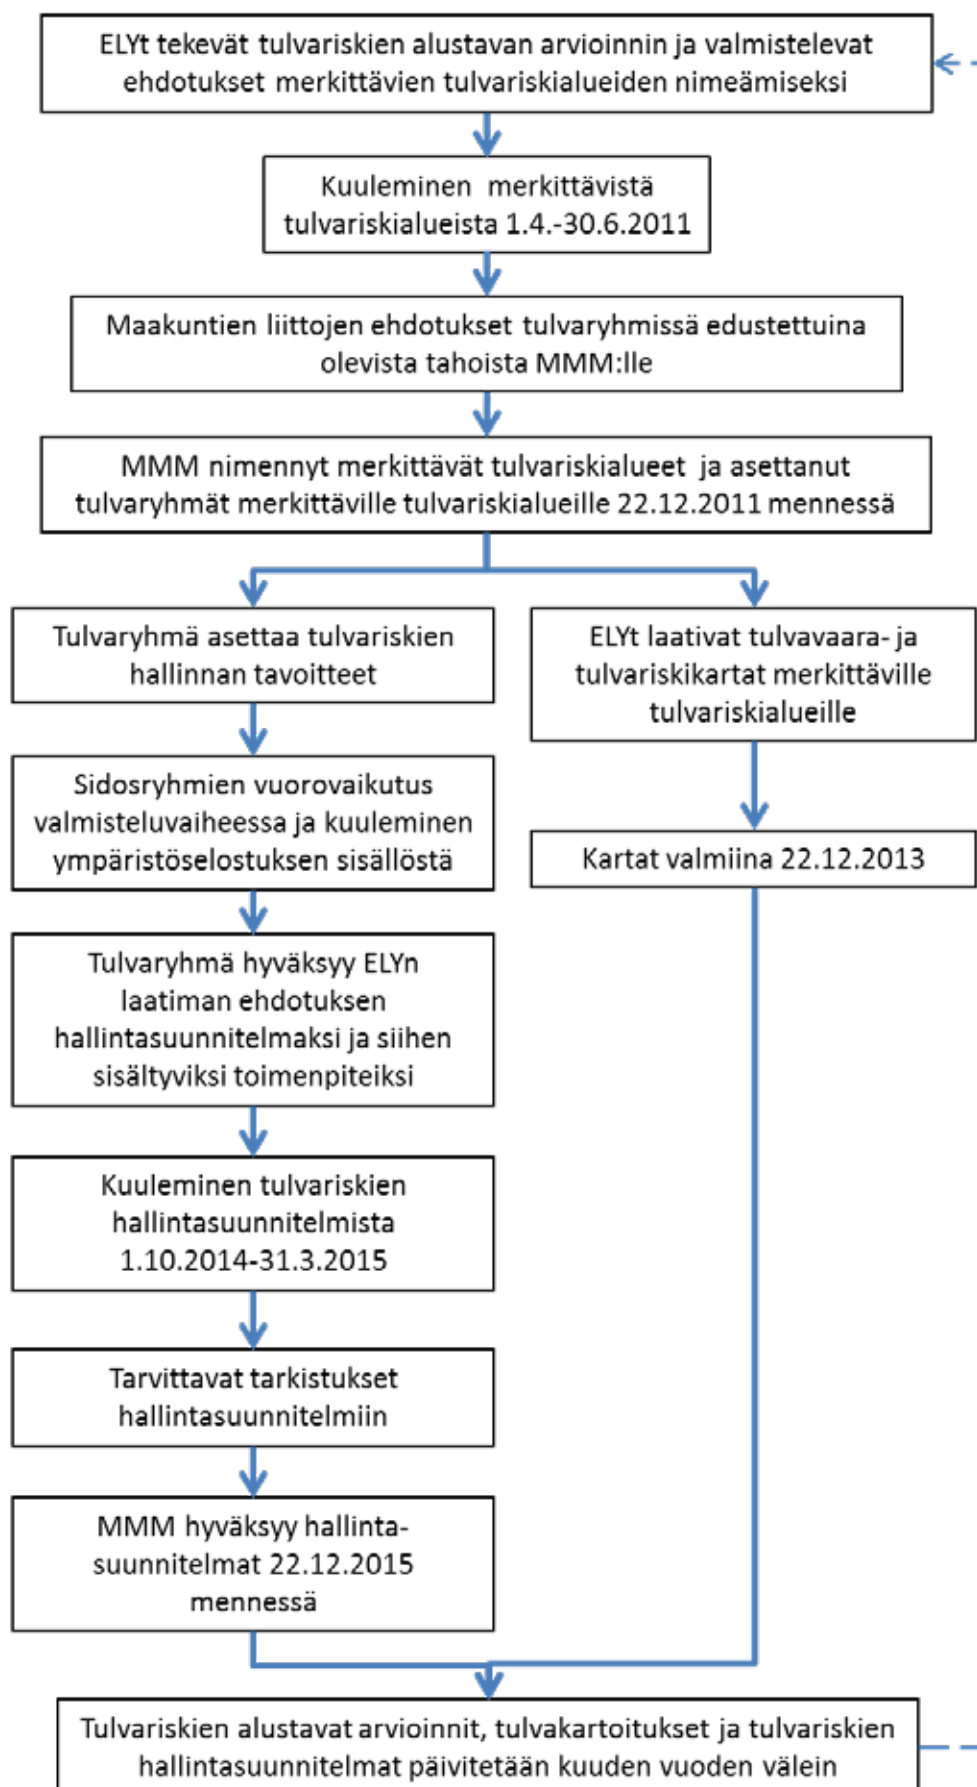 ELYt tekevät tulvariskien alustavan arvioinnin ja valmistelevat
ehdotukset merkittävien tulvariskialueiden nimeämiseksi
Kuuleminen merkittävistä
tulvariskialueista 1.4.-30.6.2011
Maakuntien liittojen ehdotukset tulvaryhmissä edustettuina
olevista tahoista MMM:lle
MMM nimennyt merkittävät tulvariskialueet ja asettanut
tulvaryhmät merkittäville tulvariskialueille 22.12.2011 mennessä
Tulvaryhmä asettaa tulvariskien
hallinnan tavoitteet
ELYt laativat tulvavaara- ja
tulvariskikartat merkittäville
tulvariskialueille
Sidosryhmien vuorovaikutus
valmisteluvaiheessa ja kuuleminen
ympäristöselostuksen sisällöstä
Kartat valmiina 22.12.2013
Tulvaryhmä hyväksyy ELYn
laatiman ehdotuksen
hallintasuunnitelmaksi ja siihen
sisältyviksi toimenpiteiksi
Kuuleminen tulvariskien
hallintasuunnitelmista
1.10.2014-31.3.2015
Tarvittavat tarkistukset
hallintasuunnitelmiin
MMM hyväksyy hallinta-
suunnitelmat 22.12.2015
mennessä
Tulvariskien alustavat arvioinnit, tulvakartoitukset ja tulvariskien
hallintasuunnitelmat päivitetään kuuden vuoden välein